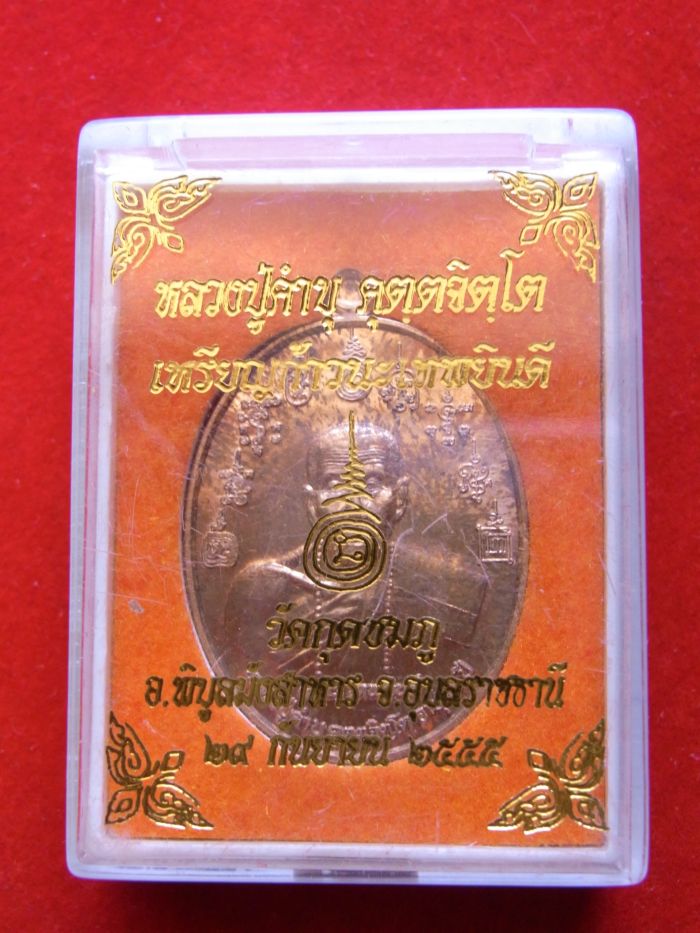 หลวงปู่คำบุ คุตฺตจิตฺโต
เหรียญก้าวนะเทพยินดี
วัดกุดชมภู
อ.พิบูลมังสาหาร จ.อุบลราชธานี
๒๙ กันยายน ๒๕๕๕